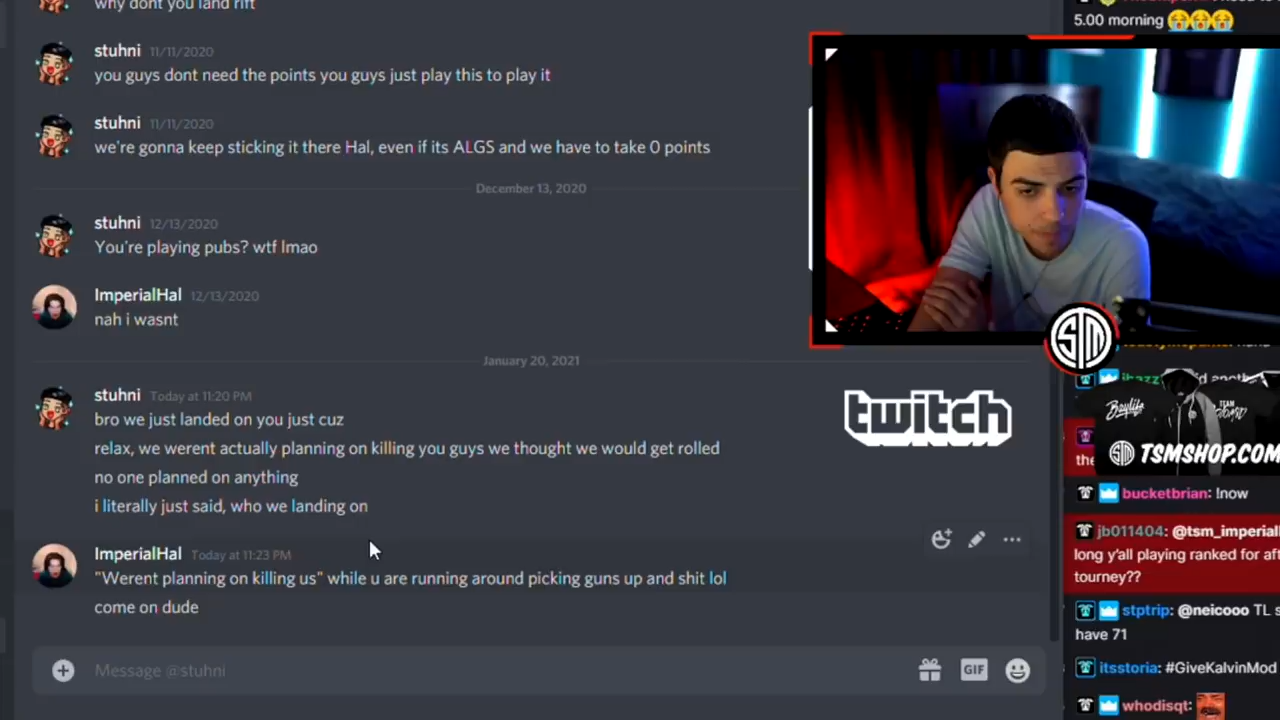 why dont you land rift
stuhni 11/11/2020
you guys dont need the points you guys just play this to play it
stuhni 11/11/2020
we're gonna keep sticking it there Hal, even if its ALGS and we have to take 0 points
December 13, 2020
stuhni 12/13/2020
You're playing pubs? wtf lmao
ImperialHal 12/13/2020
nah i wasnt
January 20, 2021
stuhni Today at 11:20 PM
bro we just landed on you just cuz
relax, we werent actually planning on killing you guys we thought we would get rolled
no one planned on anything
i literally just said, who we landing on
ImperialHal Today at 11:23 PM
"Werent planning on killing us" while u are running around picking guns up and shit lol
come on dude
Message @stuhni
GIF
5.00 morning
TSM
twitch
TSMSHOP.COM
the
bucketbrian: !now
jb011404: @tsm_imperiall
long y'all playing ranked for aft
tourney??
stptrip: @neicooo TL s
have 71
itsstoria: #GiveKalvinMod
whodisqt: